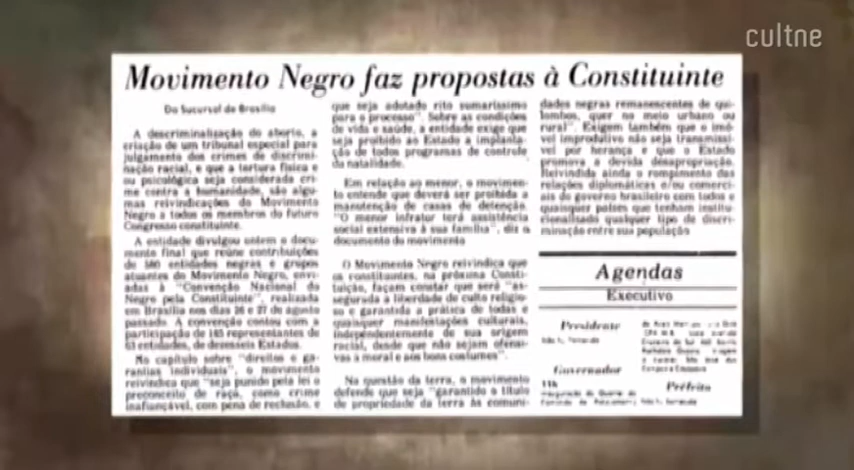 cultne
Movimento Negro faz propostas à Constituinte
Da Sucursal de Brasília
A descriminalização do aborto, a
criação de um tribunal especial para
julgamento dos crimes de discrimi-
nação racial, e que a tortura física e
ou psicológica seja considerada cri-
me contra a humanidade, são algu-
mas reivindicações do Movimento
Negro a todos os membros do futuro
Congresso constituinte.
A entidade divulgou ontem o docu-
mento final que reúne contribuições
de 580 entidades negras e grupos
atuantes do Movimento Negro, envi-
adas à "Convenção Nacional do
Negro pela Constituinte", realizada
em Brasília nos dias 26 e 27 de agosto
passado. A convenção contou com a
participação de 185 representantes de
63 entidades, de dezesseis Estados.
No capítulo sobre "direitos e ga-
rantias individuais", o movimento
reivindica que "seja punido pela lei o
preconceito de raça, como crime
inafiançável, com pena de reclusão, e
que seja adotado rito sumaríssimo
para o processo". Sobre as condições
de vida e saúde, a entidade exige que
seja proibido ao Estado a implanta-
ção de todos programas de controle
da natalidade.
Em relação ao menor, o movimen-
to entende que deverá ser proibida a
manutenção de casas de detenção.
"O menor infrator terá assistência
social extensiva à sua família", diz o
documento do movimento
O Movimento Negro reivindica que
os constituintes, na próxima Consti-
tuição, façam constar que será "as-
segurada a liberdade de culto religio-
so e garantida a prática de todas e
quaisquer manifestações culturais,
independentemente de sua origem
racial, desde que não sejam ofensi-
vas à moral e aos bons costumes".
Na questão da terra, o movimento
defende que seja "garantido o título
de propriedade da terra às comuni-
dades negras remanescentes de qui-
lombos, quer no meio urbano ou
rural". Exigem também que o imó-
vel improdutivo não seja transmissí-
vel por herança e que o Estado
promova a devida desapropriação.
Reivindica ainda o rompimento das
relações diplomáticas e/ou comerci-
ais do governo brasileiro com todos e
quaisquer países que tenham institu-
cionalisado qualquer tipo de discri-
minação entre sua população
Agendas
Executivo
Presidente
Governador
11h
Prefeito